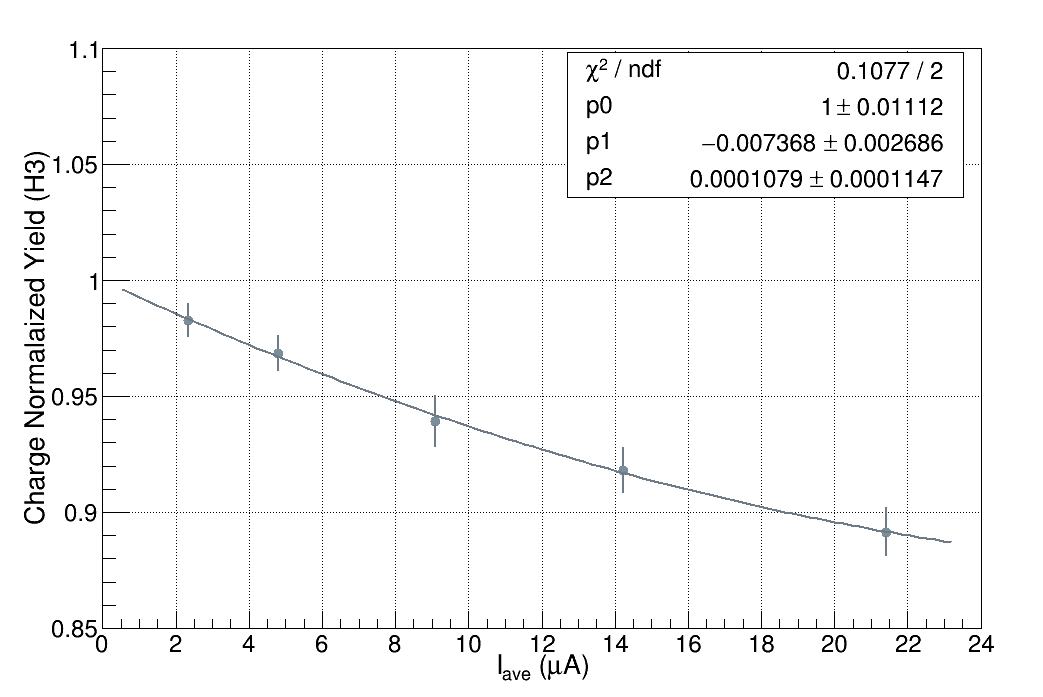 1.1
1.05
1
0.95
0.9
0.85
Charge Normalaized Yield (H3)
χ² / ndf 0.1077 / 2
p0 1 ± 0.01112
p1 −0.007368 ± 0.002686
p2 0.0001079 ± 0.0001147
0 2 4 6 8 10 12 14 16 18 20 22 24
Iave (μA)